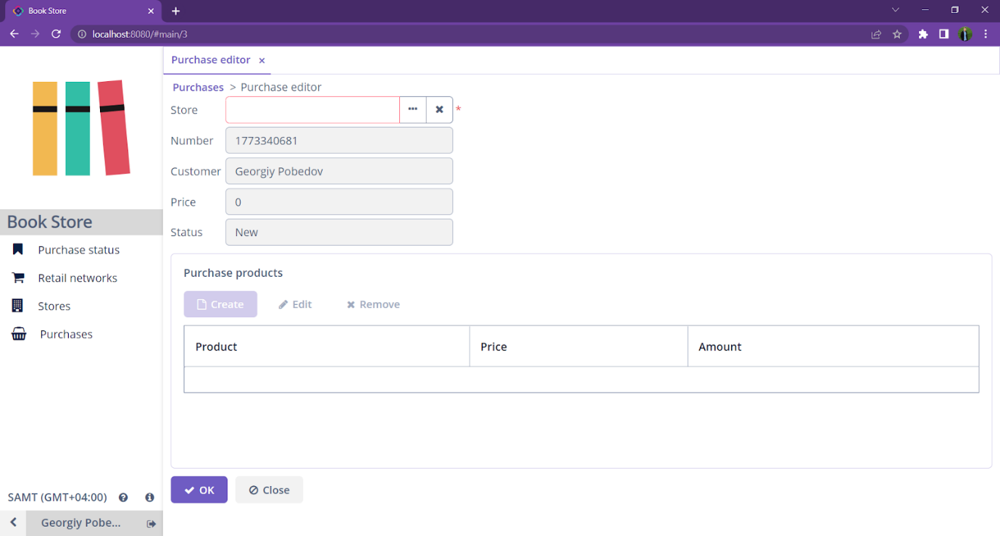 Book Store
localhost:8080/#main/3
Purchase editor
Purchases > Purchase editor
Store *
Number 1773340681
Customer Georgiy Pobedov
Price 0
Status New
Book Store
Purchase status
Retail networks
Stores
Purchases
Purchase products
Create Edit Remove
Product Price Amount
OK Close
SAMT (GMT+04:00)
Georgiy Pobe...